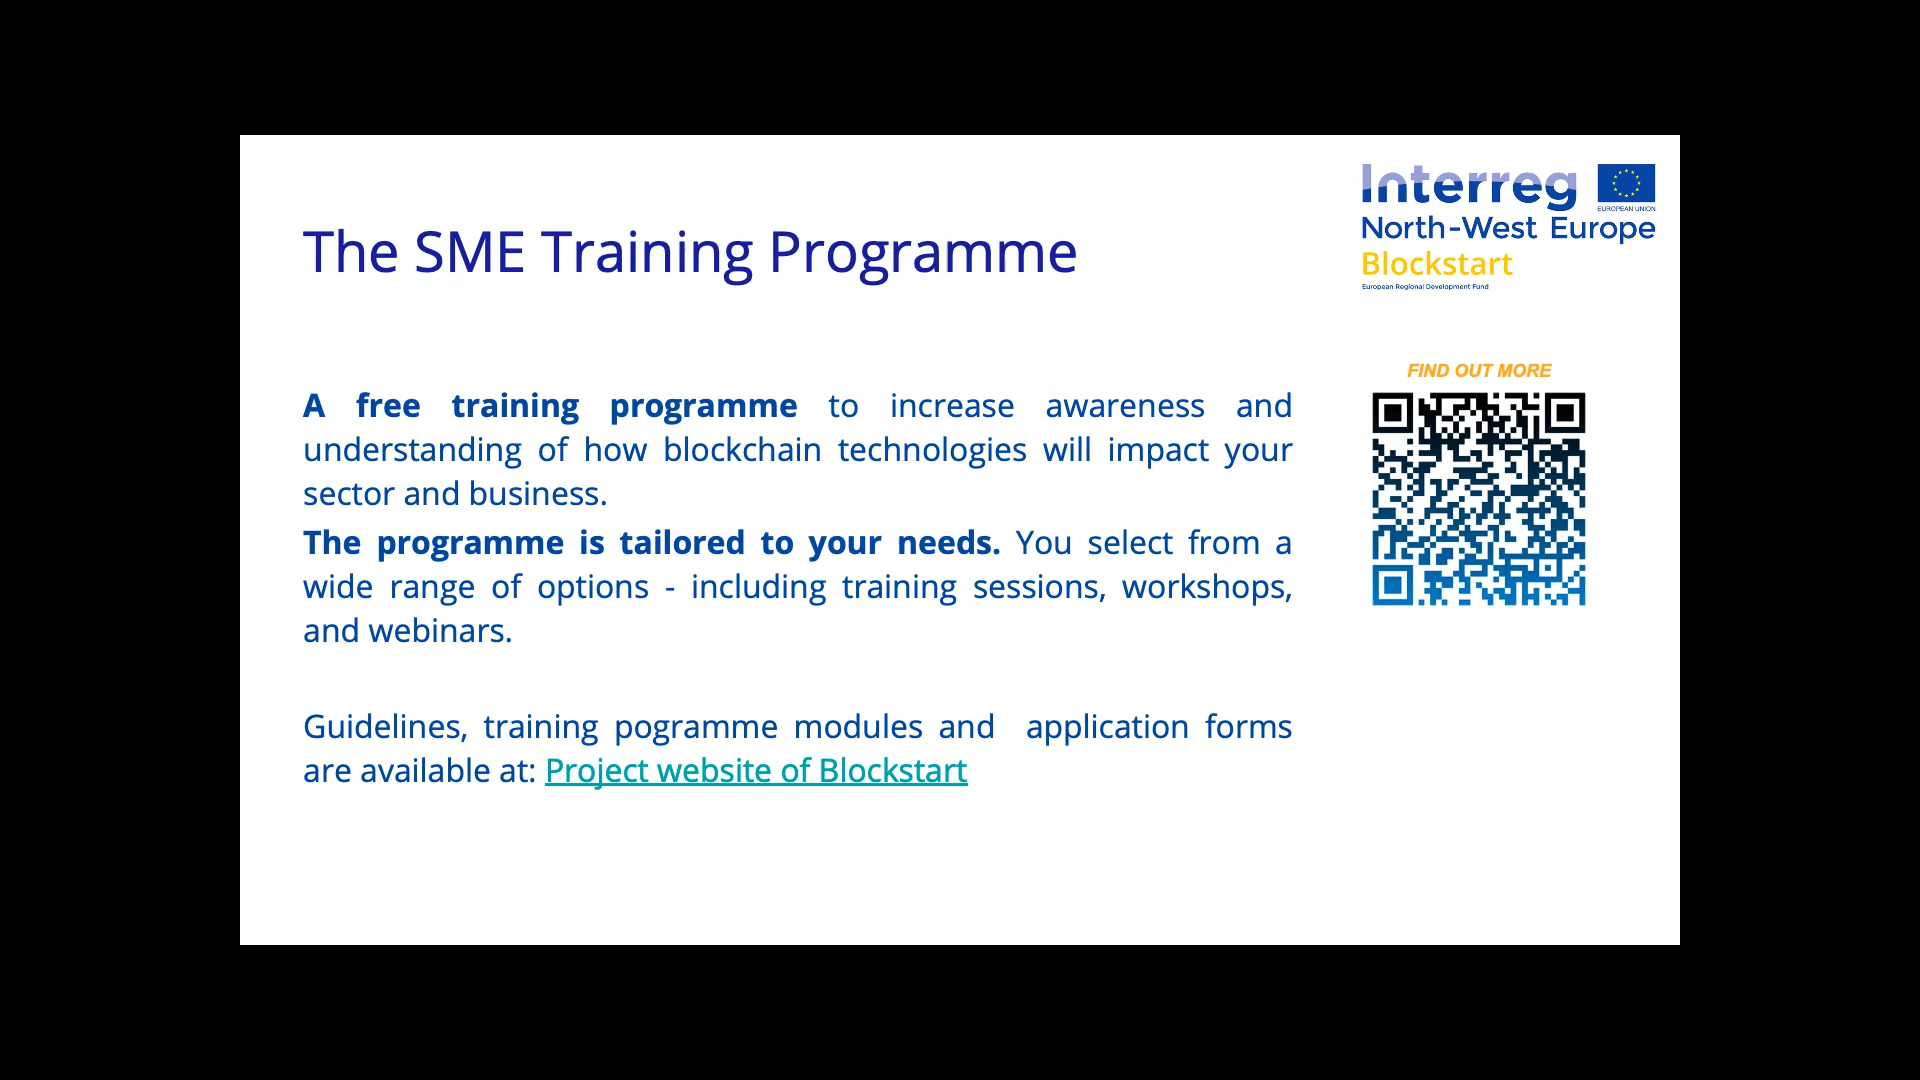 Interreg
EUROPEAN UNION
North-West Europe
Blockstart
European Regional Development Fund
The SME Training Programme
FIND OUT MORE
A free training programme to increase awareness and
understanding of how blockchain technologies will impact your
sector and business.
The programme is tailored to your needs. You select from a
wide range of options - including training sessions, workshops,
and webinars.
Guidelines, training pogramme modules and application forms
are available at: Project website of Blockstart